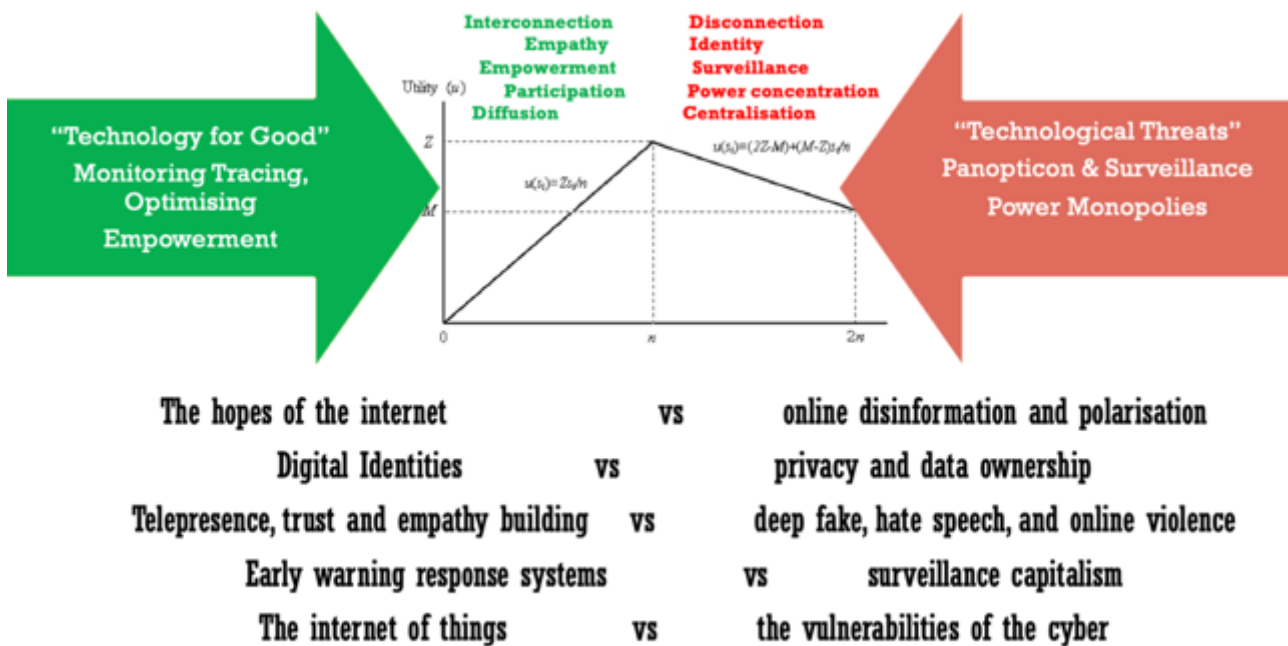 Interconnection
Empathy
Empowerment
Participation
Diffusion
Disconnection
Identity
Surveillance
Power concentration
Centralisation
"Technology for Good"
Monitoring Tracing,
Optimising
Empowerment
Utility (u)
Z
M
u(sᵢ)=Zsᵢ/n
u(sᵢ)=(2Z-M)+(M-Z)sᵢ/n
0
n
2n
"Technological Threats"
Panopticon & Surveillance
Power Monopolies
The hopes of the internet vs online disinformation and polarisation
Digital Identities vs privacy and data ownership
Telepresence, trust and empathy building vs deep fake, hate speech, and online violence
Early warning response systems vs surveillance capitalism
The internet of things vs the vulnerabilities of the cyber